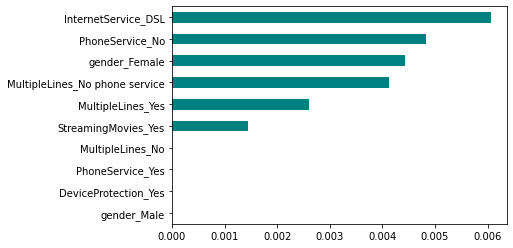 InternetService_DSL
PhoneService_No
gender_Female
MultipleLines_No phone service
MultipleLines_Yes
StreamingMovies_Yes
MultipleLines_No
PhoneService_Yes
DeviceProtection_Yes
gender_Male
0.000 0.001 0.002 0.003 0.004 0.005 0.006